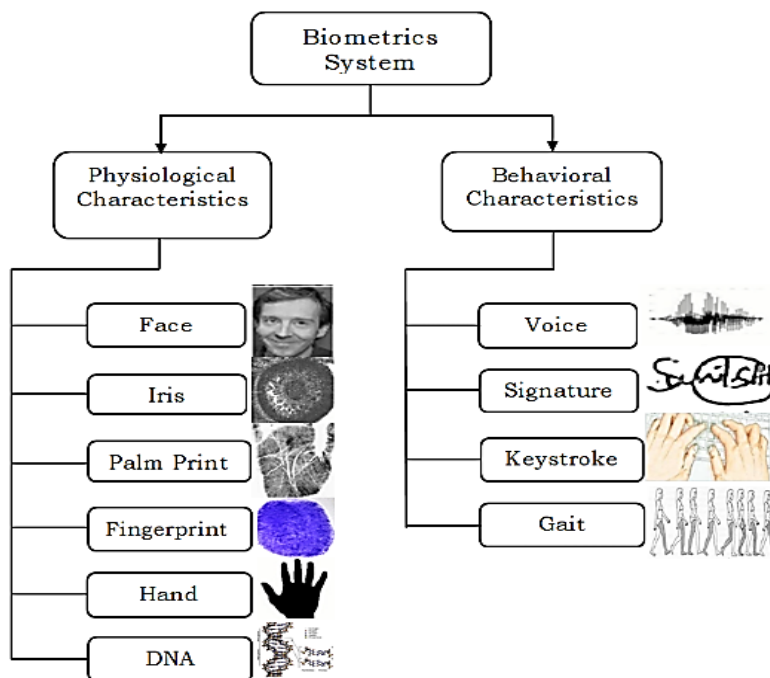 Biometrics
System
Physiological
Characteristics
Behavioral
Characteristics
Face
Iris
Palm Print
Fingerprint
Hand
DNA
Voice
Signature
Keystroke
Gait